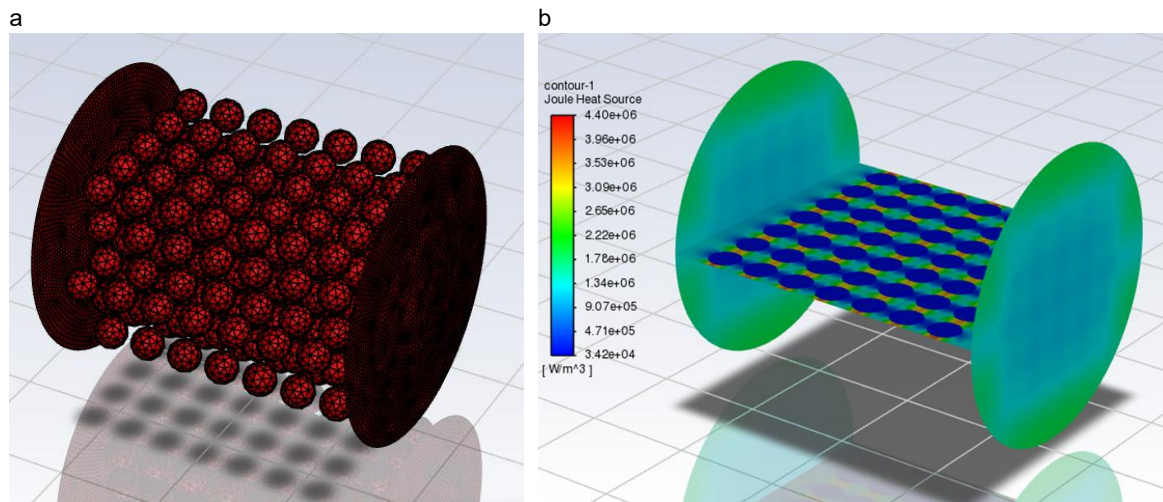 a
b
contour-1
Joule Heat Source
4.40e+06
3.96e+06
3.53e+06
3.09e+06
2.65e+06
2.22e+06
1.78e+06
1.34e+06
9.07e+05
4.71e+05
3.42e+04
[ W/m^3 ]